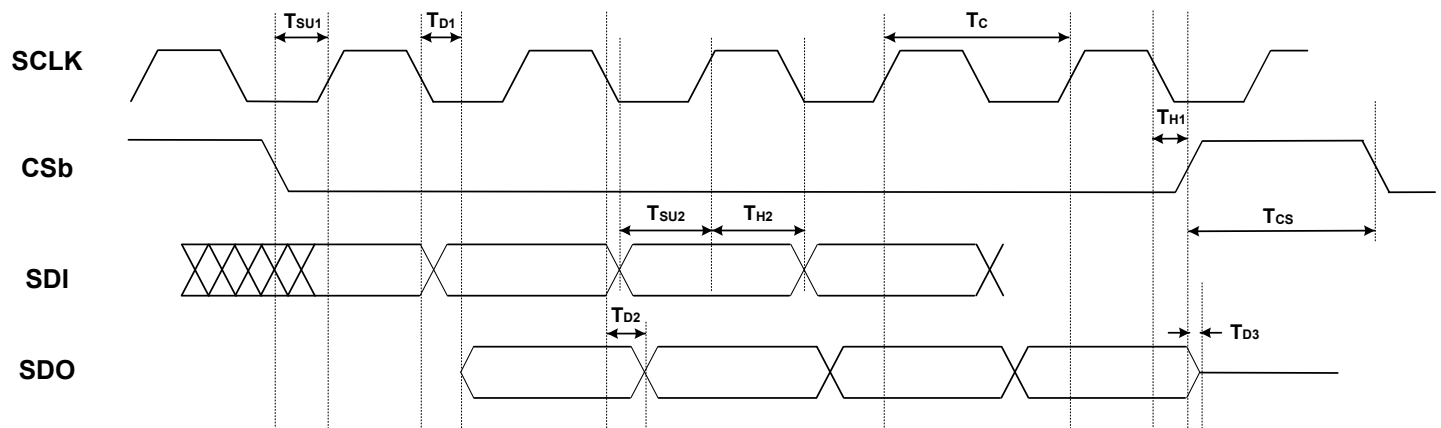 TSU1
TD1
TC
SCLK
TH1
CSb
TSU2
TH2
TCS
SDI
TD2
TD3
SDO